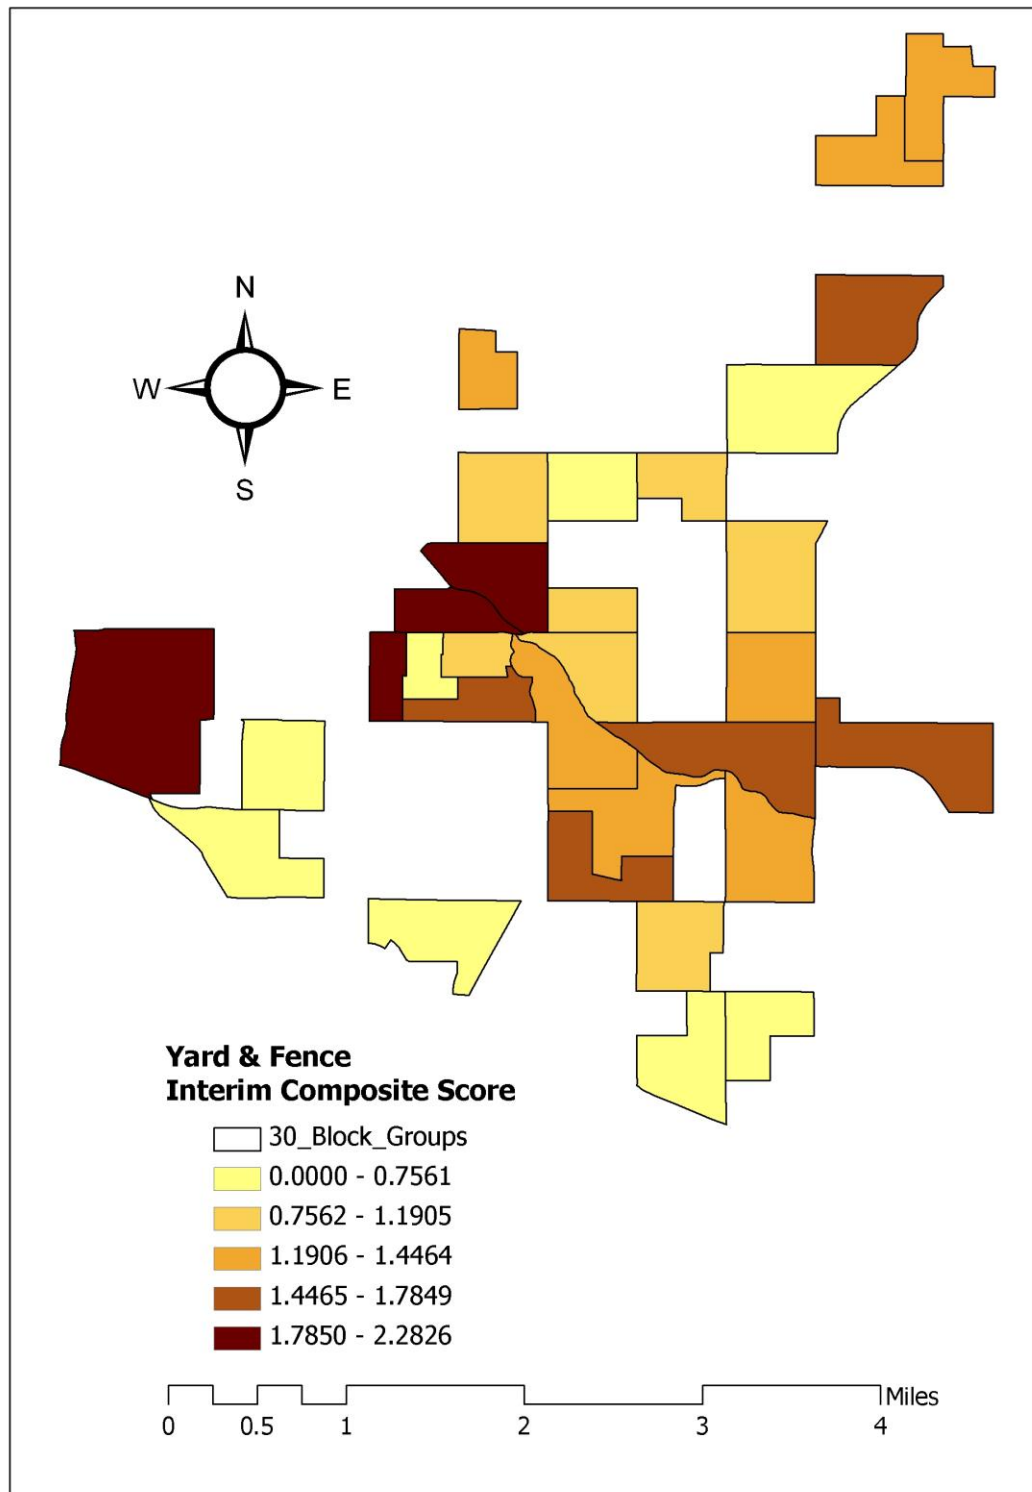 N
W E
S
Yard & Fence
Interim Composite Score
30_Block_Groups
0.0000 - 0.7561
0.7562 - 1.1905
1.1906 - 1.4464
1.4465 - 1.7849
1.7850 - 2.2826
Miles
0 0.5 1 2 3 4